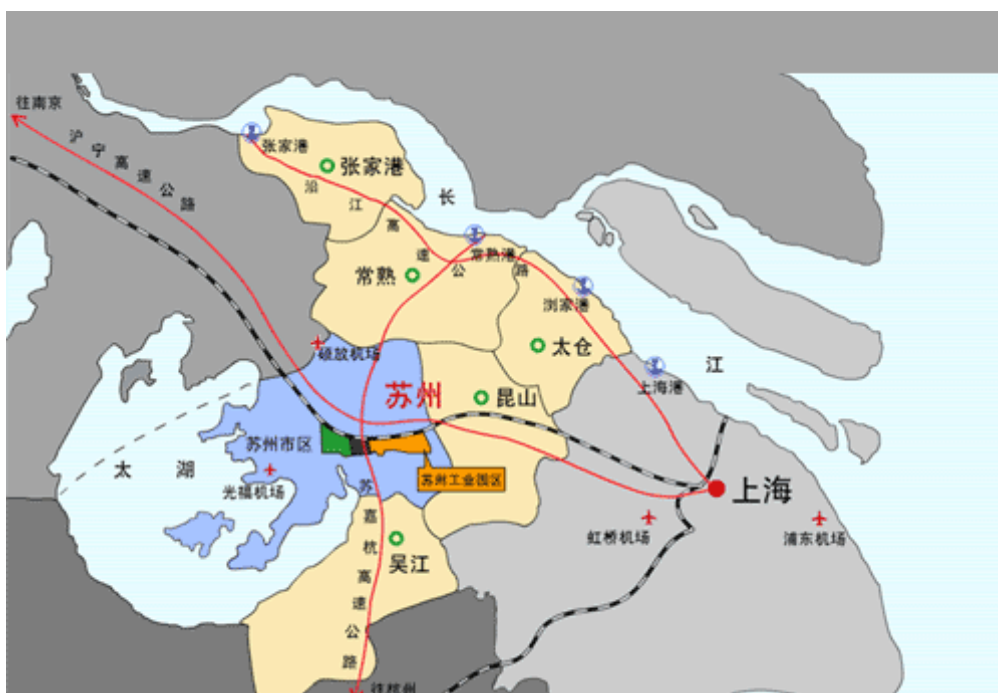 往南京
沪宁高速公路
张家港
张家港
沿江高速公路
长
常熟港
常熟
浏家港
硕放机场
太仓
江
上海港
苏州
昆山
苏州市区
太湖
苏州工业园区
光福机场
上海
虹桥机场
浦东机场
苏嘉杭高速公路
吴江
往杭州